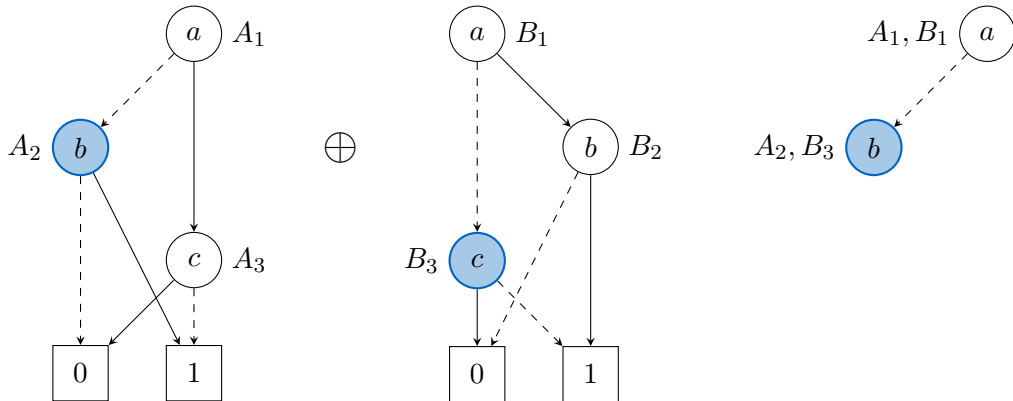 a A₁
a B₁
A₁, B₁ a
A₂ b
⊕
b B₂
A₂, B₃ b
c A₃
B₃ c
0 1
0 1